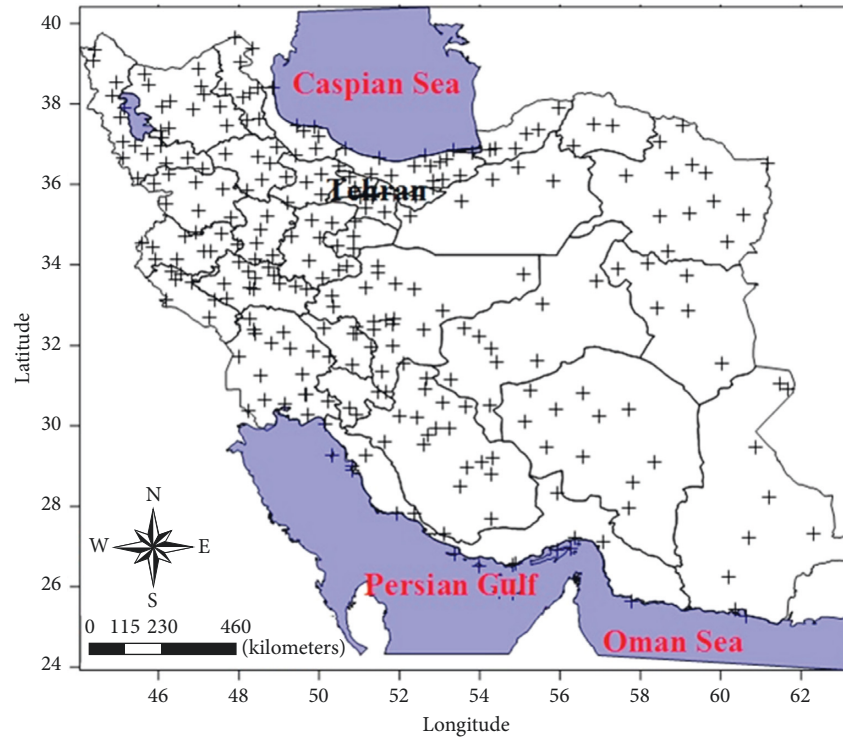 40
38
36
34
32
30
28
26
24
Latitude
Caspian Sea
Tehran
Persian Gulf
Oman Sea
N
W E
S
0 115 230 460
(kilometers)
46 48 50 52 54 56 58 60 62
Longitude